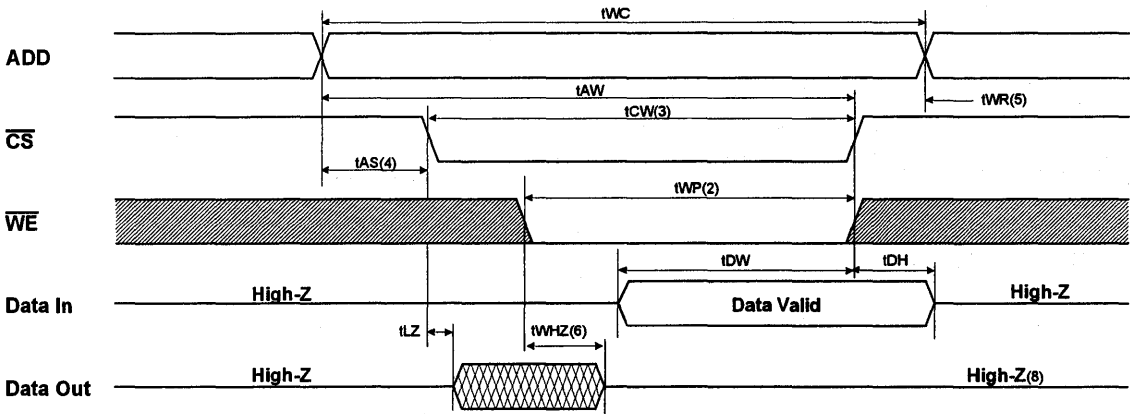 tWC
ADD
tAW
tWR(5)
tCW(3)
CS
tAS(4)
tWP(2)
WE
tDW
tDH
High-Z
High-Z
Data In
Data Valid
tLZ
tWHZ(6)
High-Z
High-Z(8)
Data Out